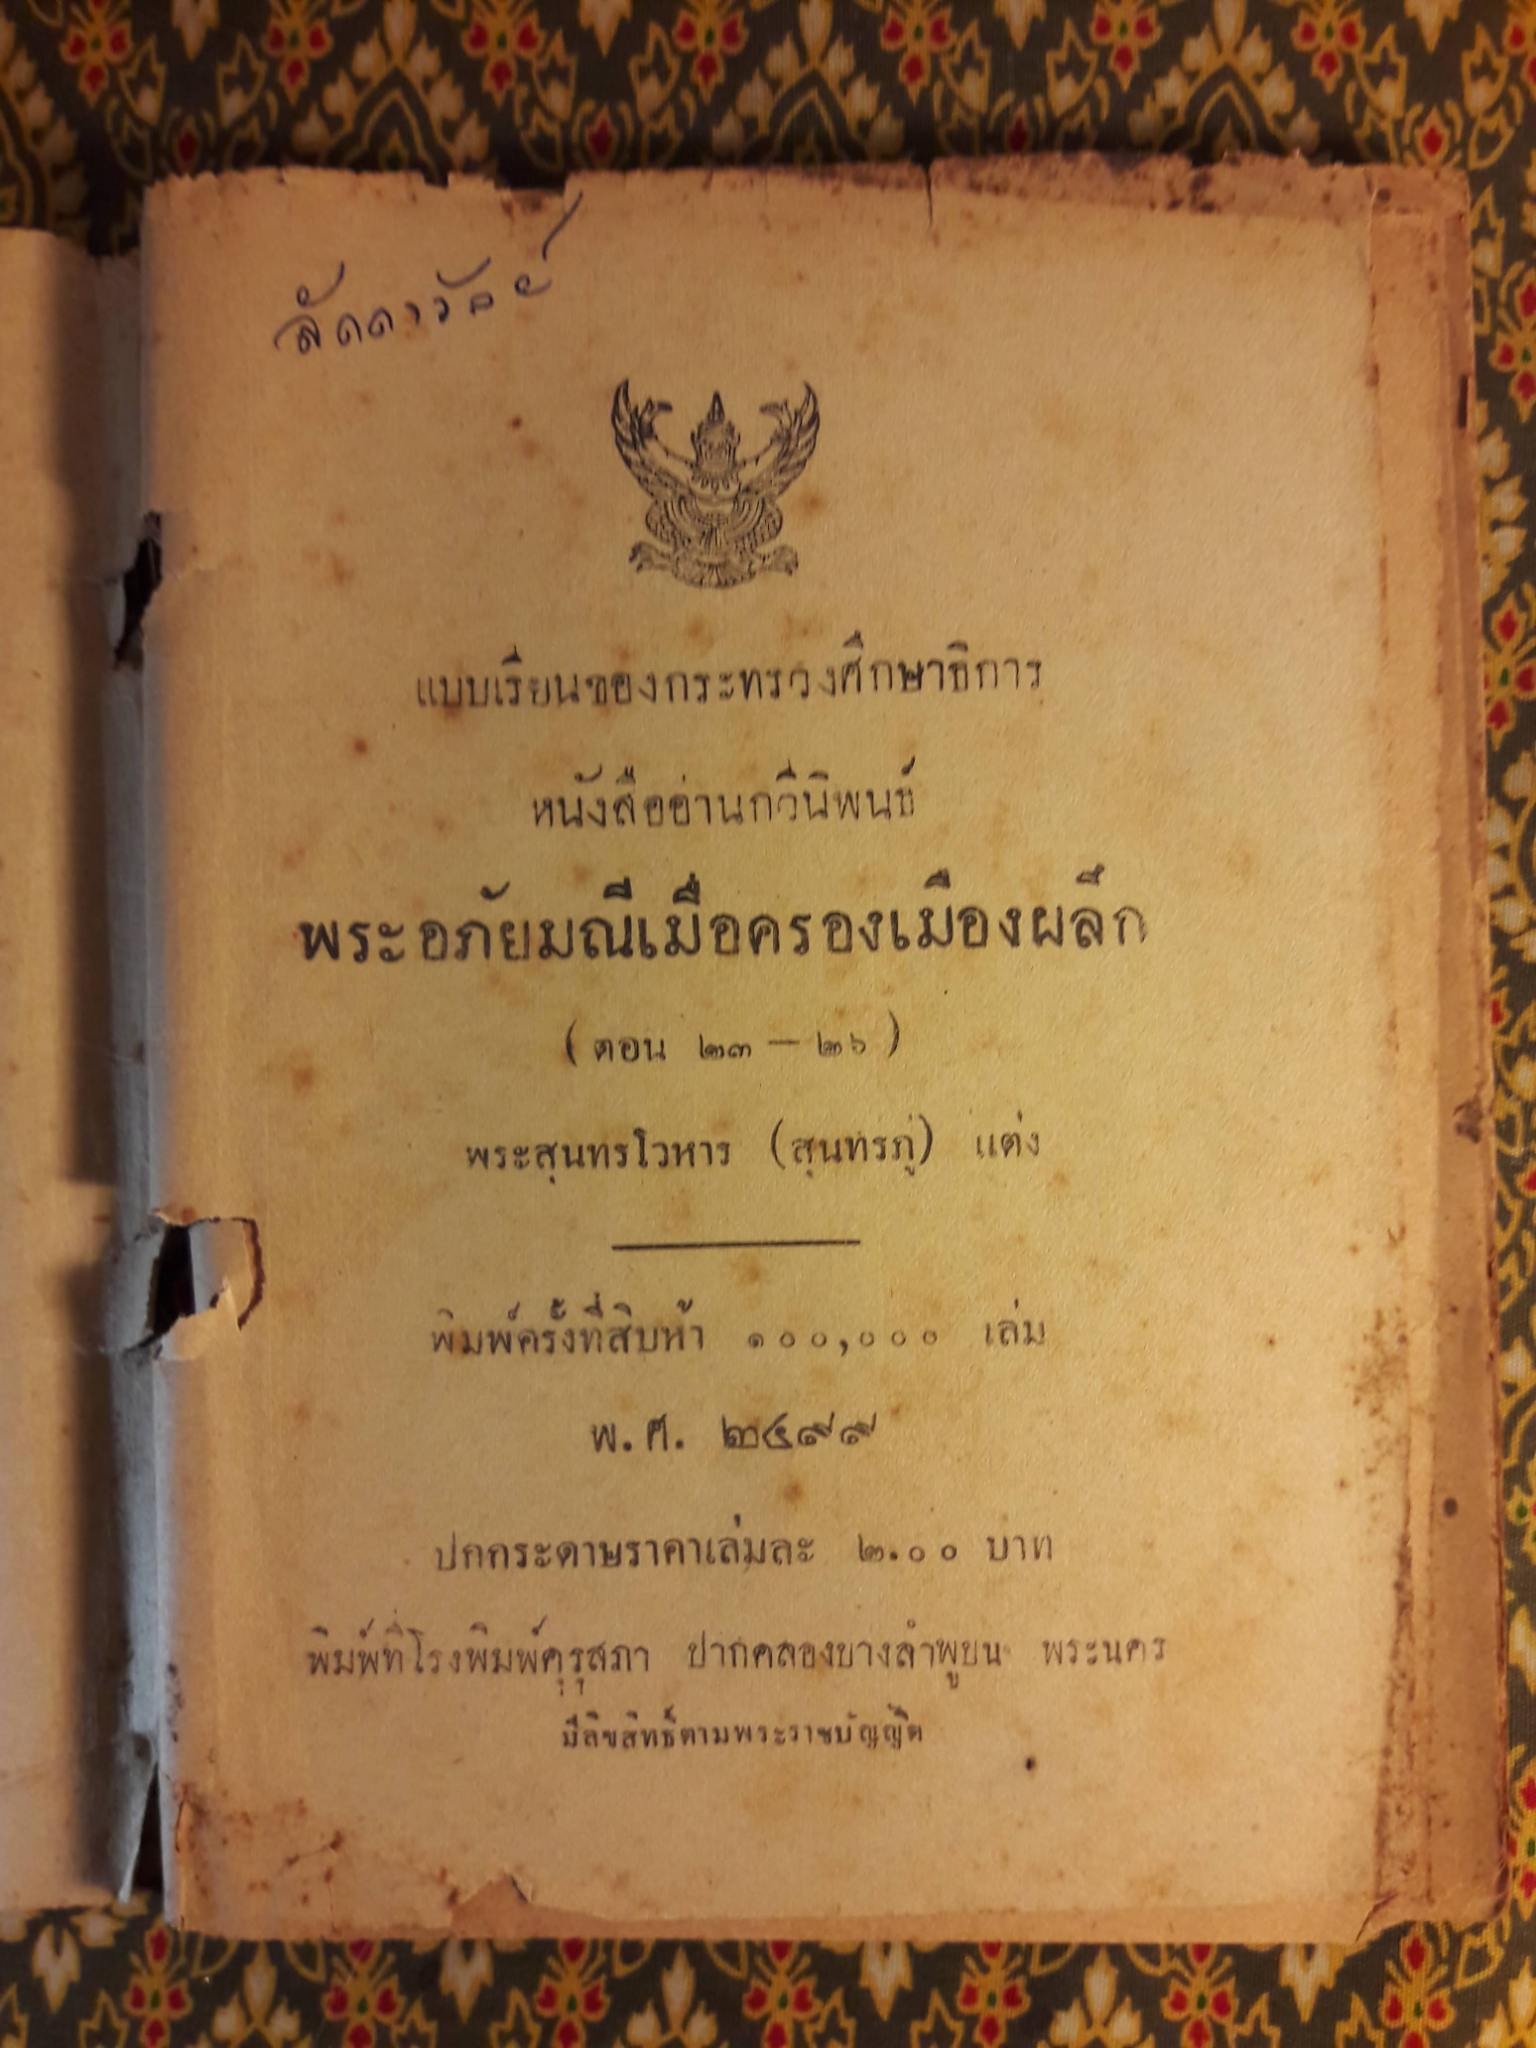 ลัดดาวัลย์
แบบเรียนของกระทรวงศึกษาธิการ
หนังสืออ่านกวีนิพนธ์
พระอภัยมณีเมื่อครองเมืองผลึก
(ตอน ๒๓ — ๒๖)
พระสุนทรโวหาร (สุนทรภู่) แต่ง
พิมพ์ครั้งที่สิบห้า ๑๐๐,๐๐๐ เล่ม
พ.ศ. ๒๔๙๙
ปกกระดาษราคาเล่มละ ๒.๐๐ บาท
พิมพ์ที่โรงพิมพ์คุรุสภา ปากคลองบางลำพูบน พระนคร
มีลิขสิทธิ์ตามพระราชบัญญัติ